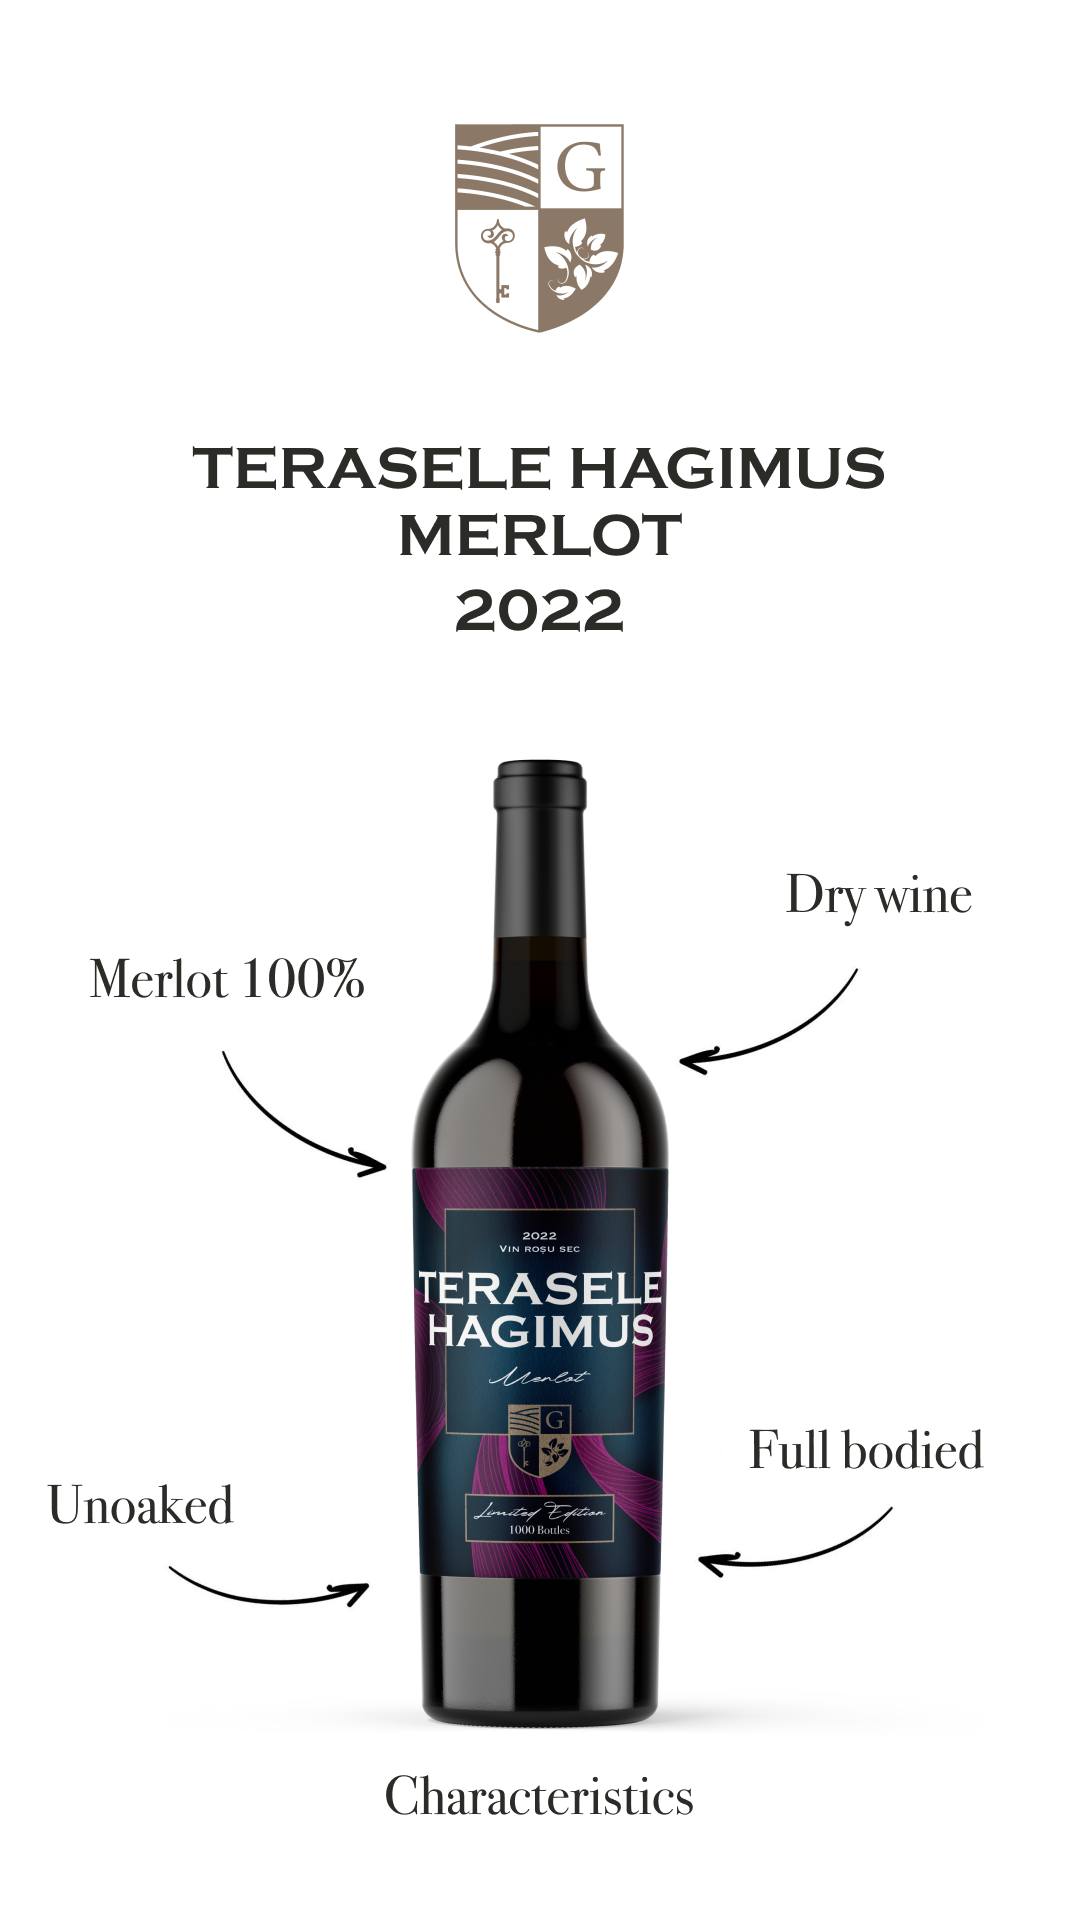 G
TERASELE HAGIMUS
MERLOT
2022
Dry wine
Merlot 100%
2022
VIN ROȘU SEC
TERASELE
HAGIMUS
Merlot
G
Limited Edition
1000 Bottles
Full bodied
Unoaked
Characteristics